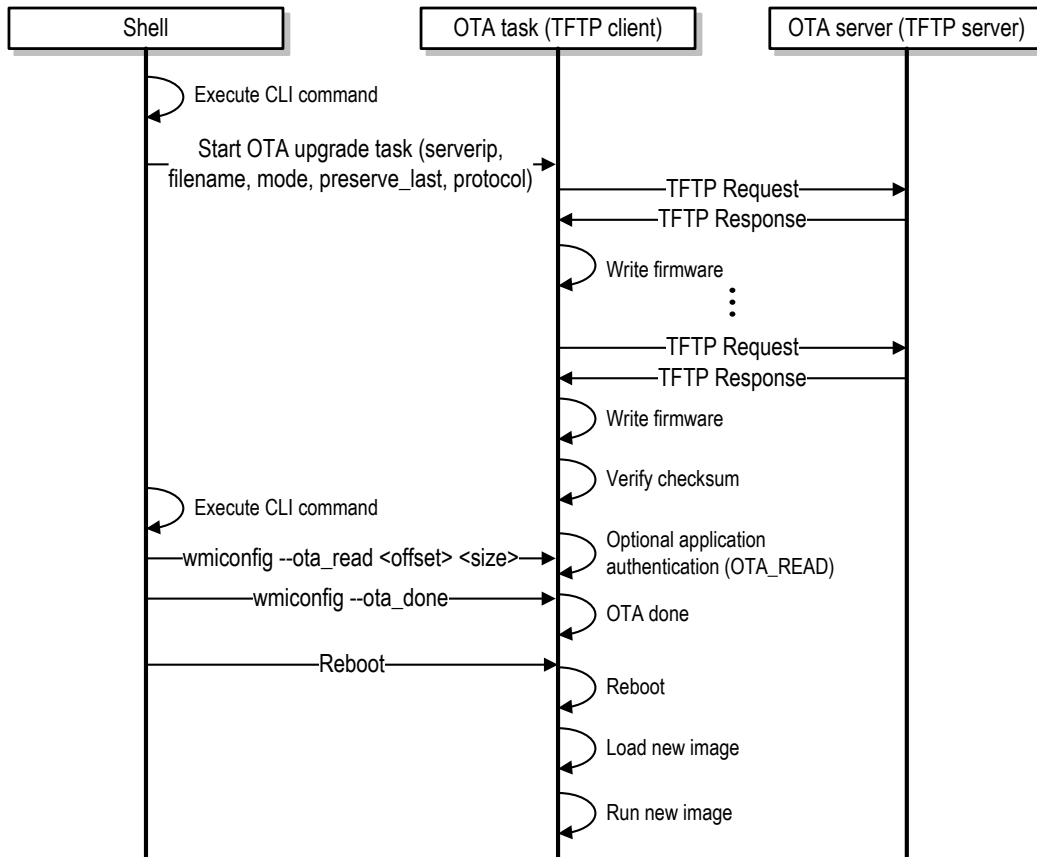 Shell
OTA task (TFTP client)
OTA server (TFTP server)
Execute CLI command
Start OTA upgrade task (serverip,
filename, mode, preserve_last, protocol)
TFTP Request
TFTP Response
Write firmware
TFTP Request
TFTP Response
Write firmware
Verify checksum
Execute CLI command
wmiconfig --ota_read <offset> <size>
Optional application
authentication (OTA_READ)
wmiconfig --ota_done
OTA done
Reboot
Reboot
Load new image
Run new image